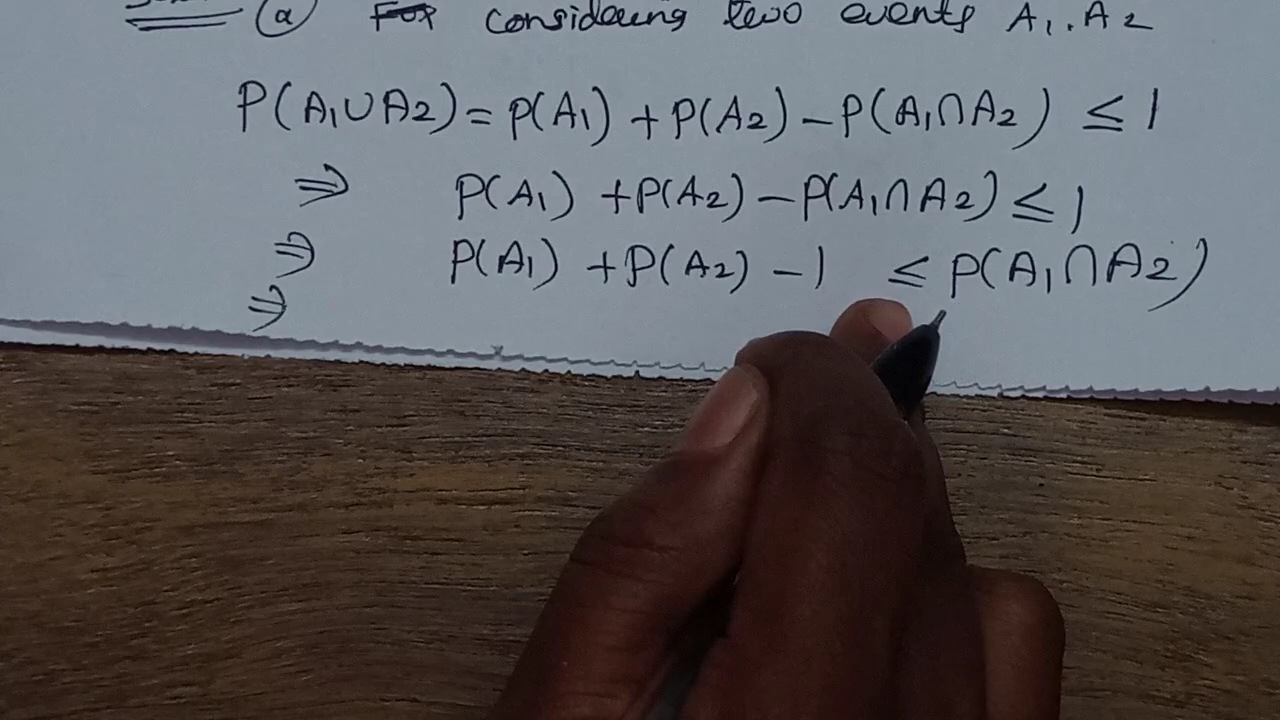 (a) For considering two events A1, A2
P(A1∪A2) = P(A1) + P(A2) - P(A1∩A2) ≤ 1
⇒ P(A1) + P(A2) - P(A1∩A2) ≤ 1
⇒ P(A1) + P(A2) - 1 ≤ P(A1∩A2)
⇒